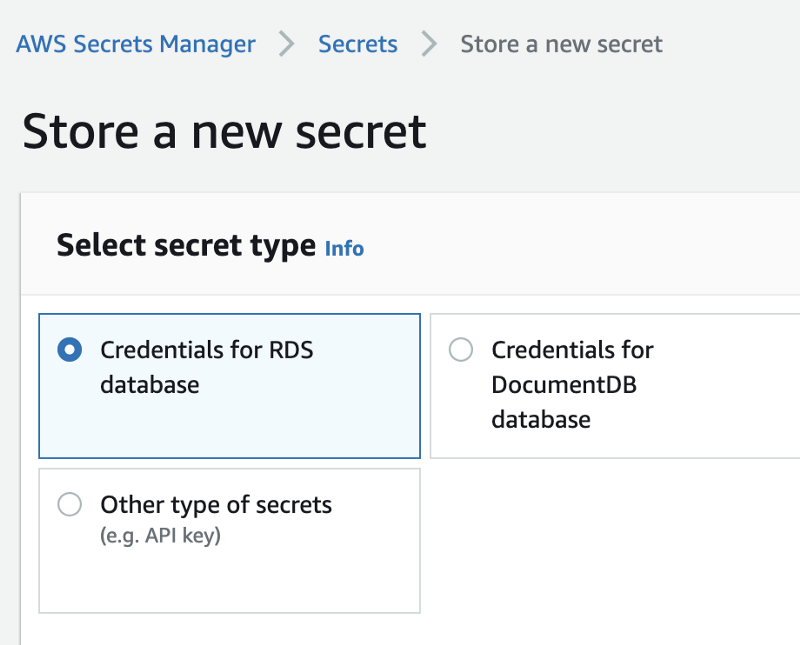 AWS Secrets Manager > Secrets > Store a new secret
Store a new secret
Select secret type Info
Credentials for RDS
database
Credentials for
DocumentDB
database
Other type of secrets
(e.g. API key)